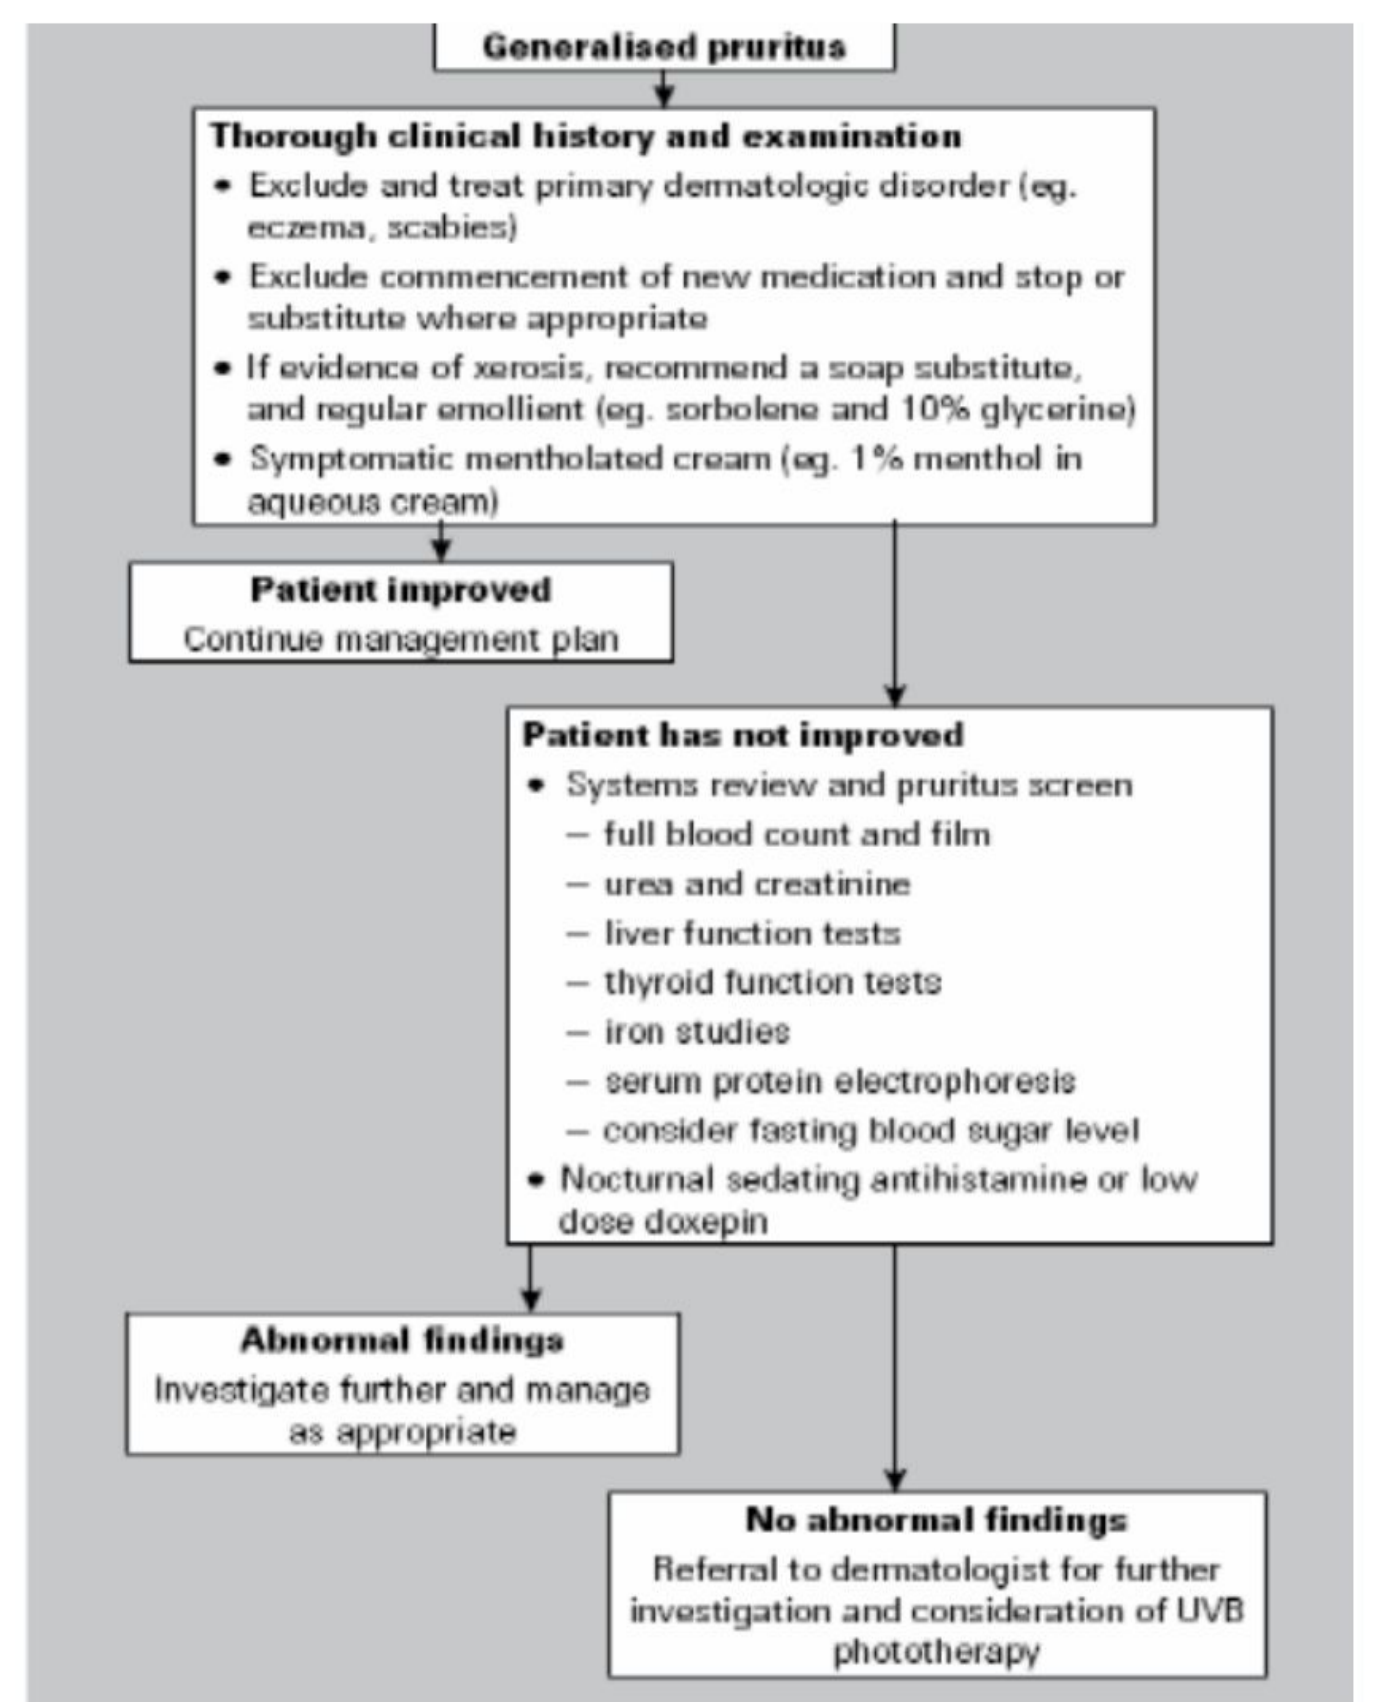 Generalised pruritus
Thorough clinical history and examination
• Exclude and treat primary dermatologic disorder (eg.
eczema, scabies)
• Exclude commencement of new medication and stop or
substitute where appropriate
• If evidence of xerosis, recommend a soap substitute,
and regular emollient (eg. sorbolene and 10% glycerine)
• Symptomatic mentholated cream (eg. 1% menthol in
aqueous cream)
Patient improved
Continue management plan
Patient has not improved
• Systems review and pruritus screen
– full blood count and film
– urea and creatinine
– liver function tests
– thyroid function tests
– iron studies
– serum protein electrophoresis
– consider fasting blood sugar level
• Nocturnal sedating antihistamine or low
dose doxepin
Abnormal findings
Investigate further and manage
as appropriate
No abnormal findings
Referral to dermatologist for further
investigation and consideration of UVB
phototherapy